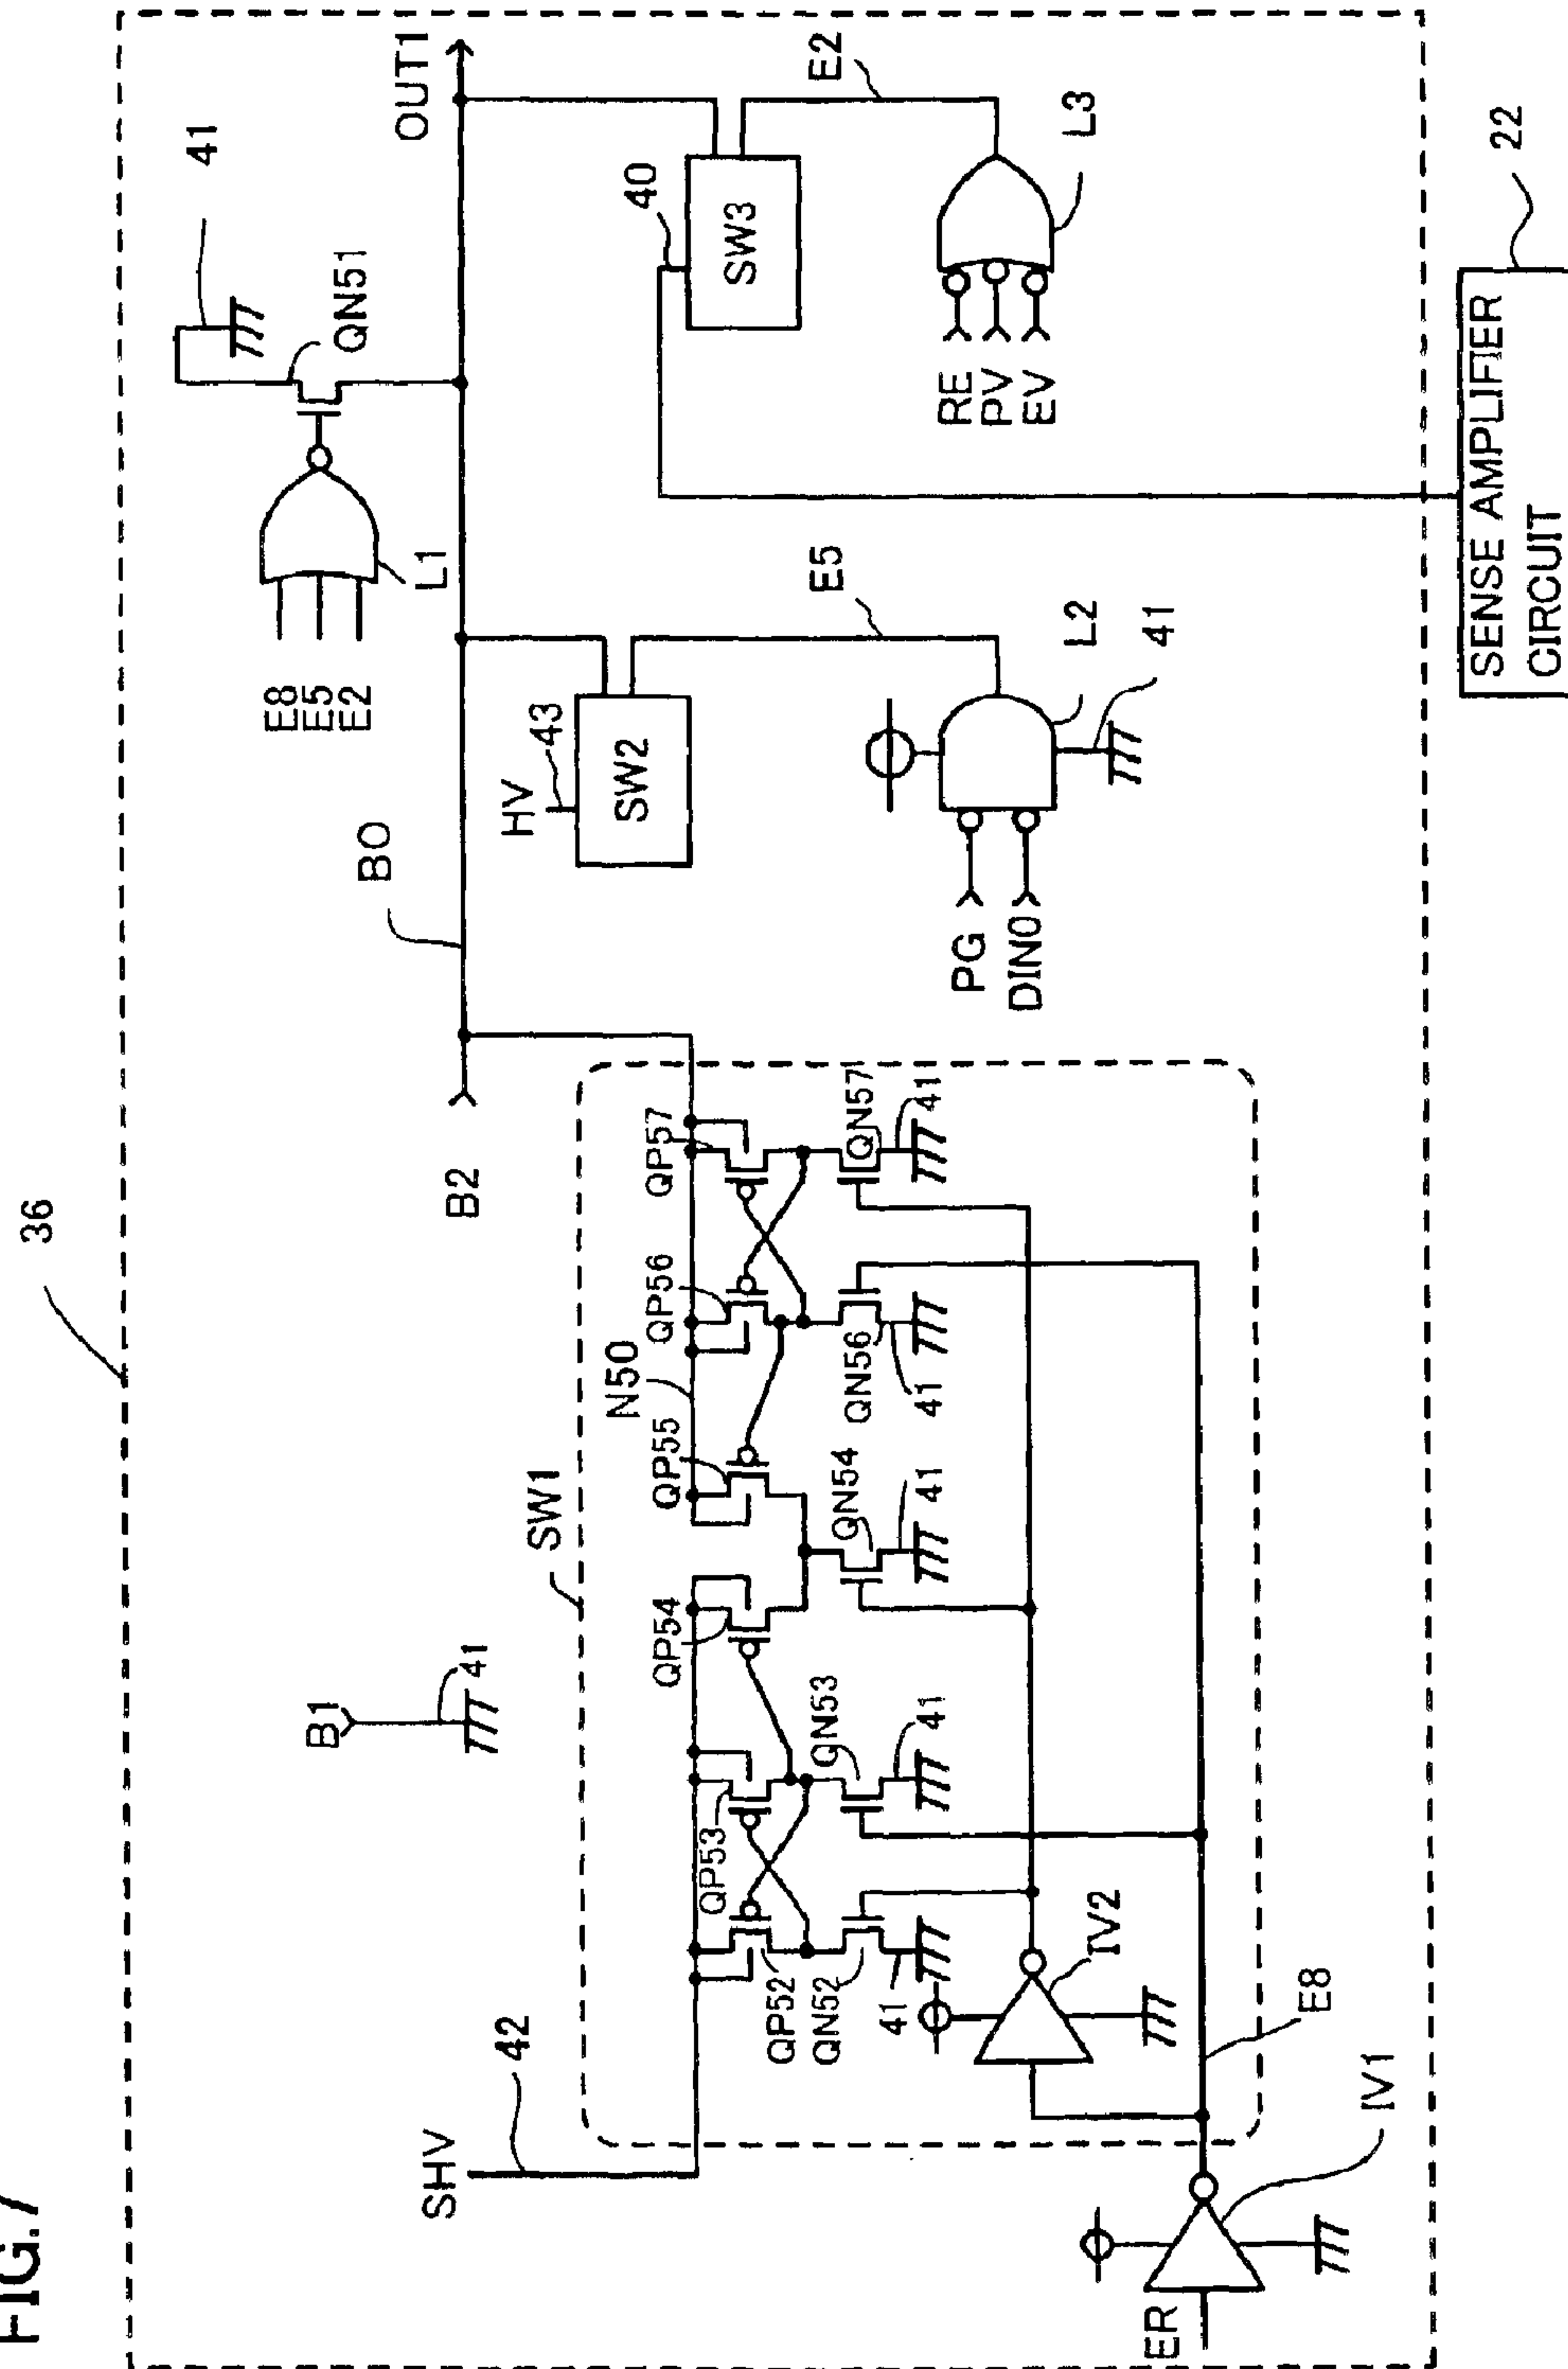 FIG.7
36
41
OUT1
QN51
L1
E8
E5
E2
BO
B2
B1
41
HV
43
SW2
E5
L2
41
PG
DIN0
40
SW3
E2
L3
RE
PV
EV
SENSE AMPLIFIER
CIRCUIT
22
SHV
42
SW1
N50
QP52
QP53
QP54
QP55
QP56
QP57
QN52
QN53
QN54
QN56
QN57
41
41
41
41
41
IV2
E8
IV1
ER